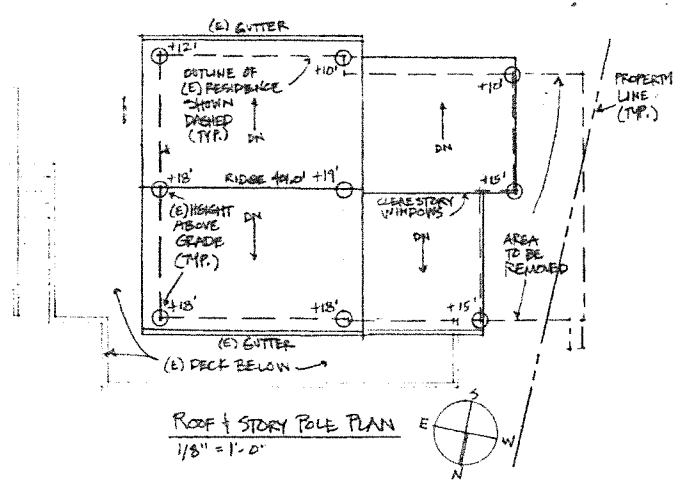 (E) GUTTER
+12'
+10'
+10'
OUTLINE OF
(E) RESIDENCE
SHOWN
DASHED
(TYP.)
DN
DN
PROPERTY
LINE
(TYP.)
+18'
RIDGE
+19'
+15'
CLERESTORY
WINDOWS
(E) HEIGHT
ABOVE
GRADE
(TYP.)
DN
DN
AREA
TO BE
REMOVED
+18'
+18'
+15'
(E) GUTTER
(E) DECK BELOW
ROOF & STORY POLE PLAN
1/8" = 1'-0"
S
E
W
N